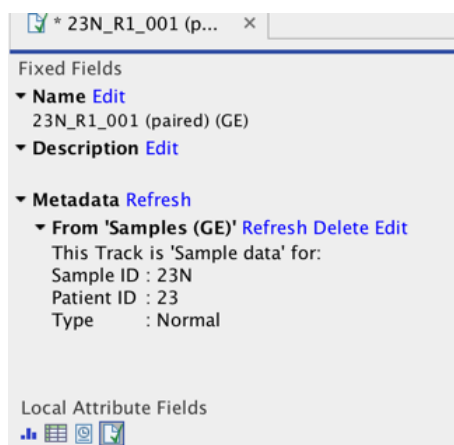 * 23N_R1_001 (p... ×
Fixed Fields
Name Edit
23N_R1_001 (paired) (GE)
Description Edit
Metadata Refresh
From 'Samples (GE)' Refresh Delete Edit
This Track is 'Sample data' for:
Sample ID : 23N
Patient ID : 23
Type : Normal
Local Attribute Fields